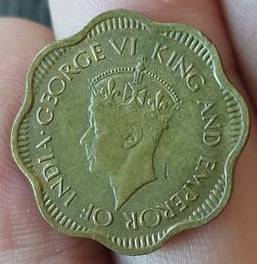 GEORGE VI KING AND EMPEROR OF INDIA·